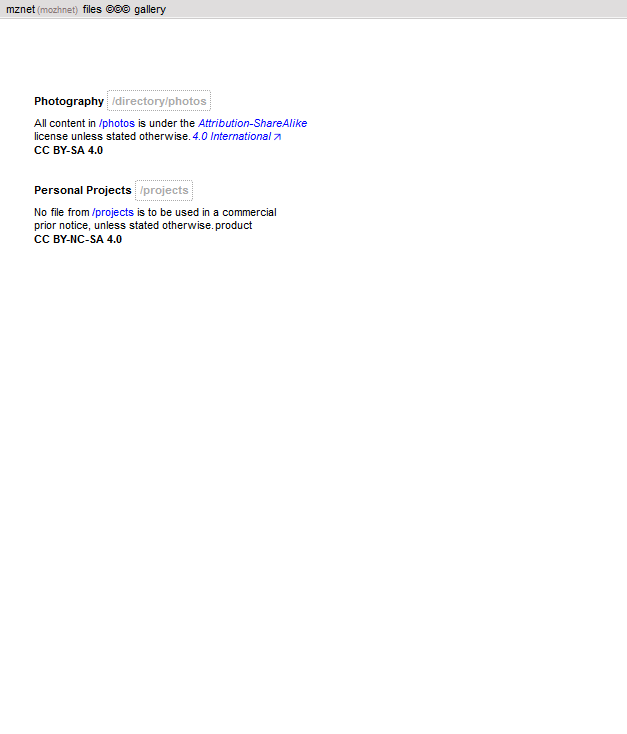 mznet (mozhnet) files ©©© gallery
Photography /directory/photos
All content in /photos is under the Attribution-ShareAlike
license unless stated otherwise. 4.0 International ↗
CC BY-SA 4.0
Personal Projects /projects
No file from /projects is to be used in a commercial
prior notice, unless stated otherwise. product
CC BY-NC-SA 4.0